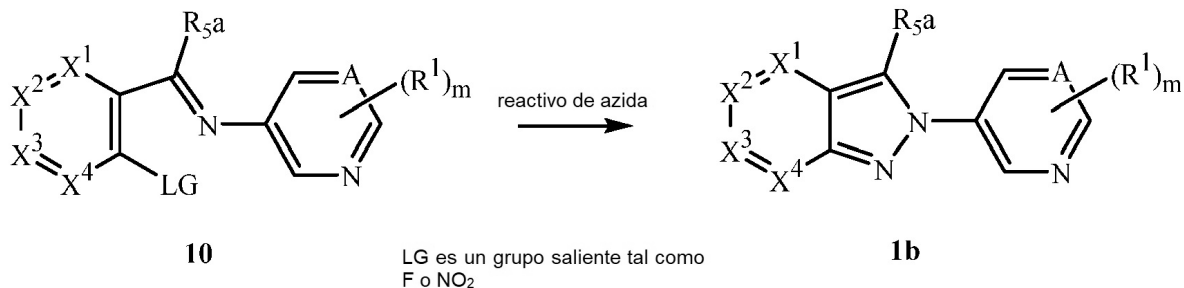 R₅a
R₅a
X¹
A
(R¹)ₘ
X¹
A
(R¹)ₘ
X²
reactivo de azida
X²
N
N
X³
X³
X⁴
N
X⁴
N
N
LG
10
LG es un grupo saliente tal como
F o NO₂
1b